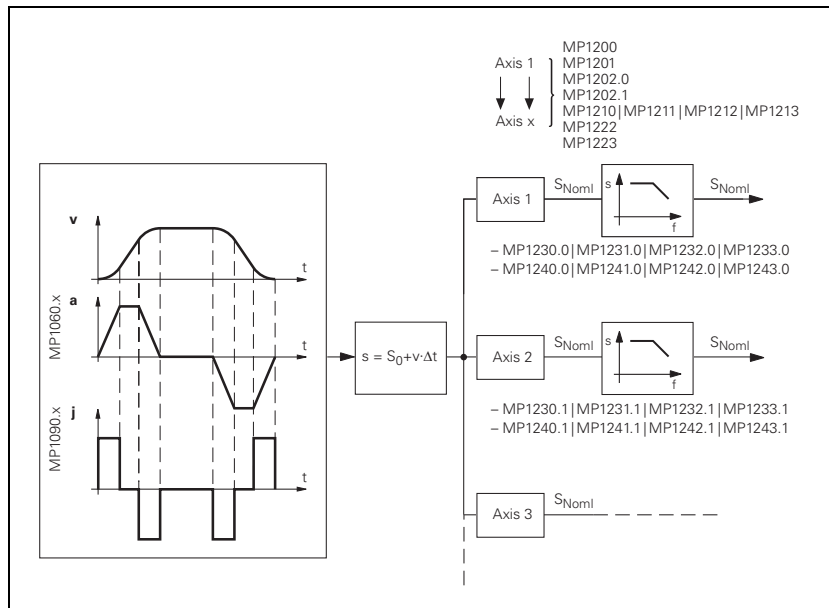 MP1200
Axis 1
MP1201
MP1202.0
MP1202.1
Axis x
MP1210|MP1211|MP1212|MP1213
MP1222
MP1223
v
t
MP1060.x
a
t
MP1090.x
j
t
s = S₀+v·Δt
Axis 1
SNoml
s
f
SNoml
– MP1230.0|MP1231.0|MP1232.0|MP1233.0
– MP1240.0|MP1241.0|MP1242.0|MP1243.0
Axis 2
SNoml
s
f
SNoml
– MP1230.1|MP1231.1|MP1232.1|MP1233.1
– MP1240.1|MP1241.1|MP1242.1|MP1243.1
Axis 3
SNoml